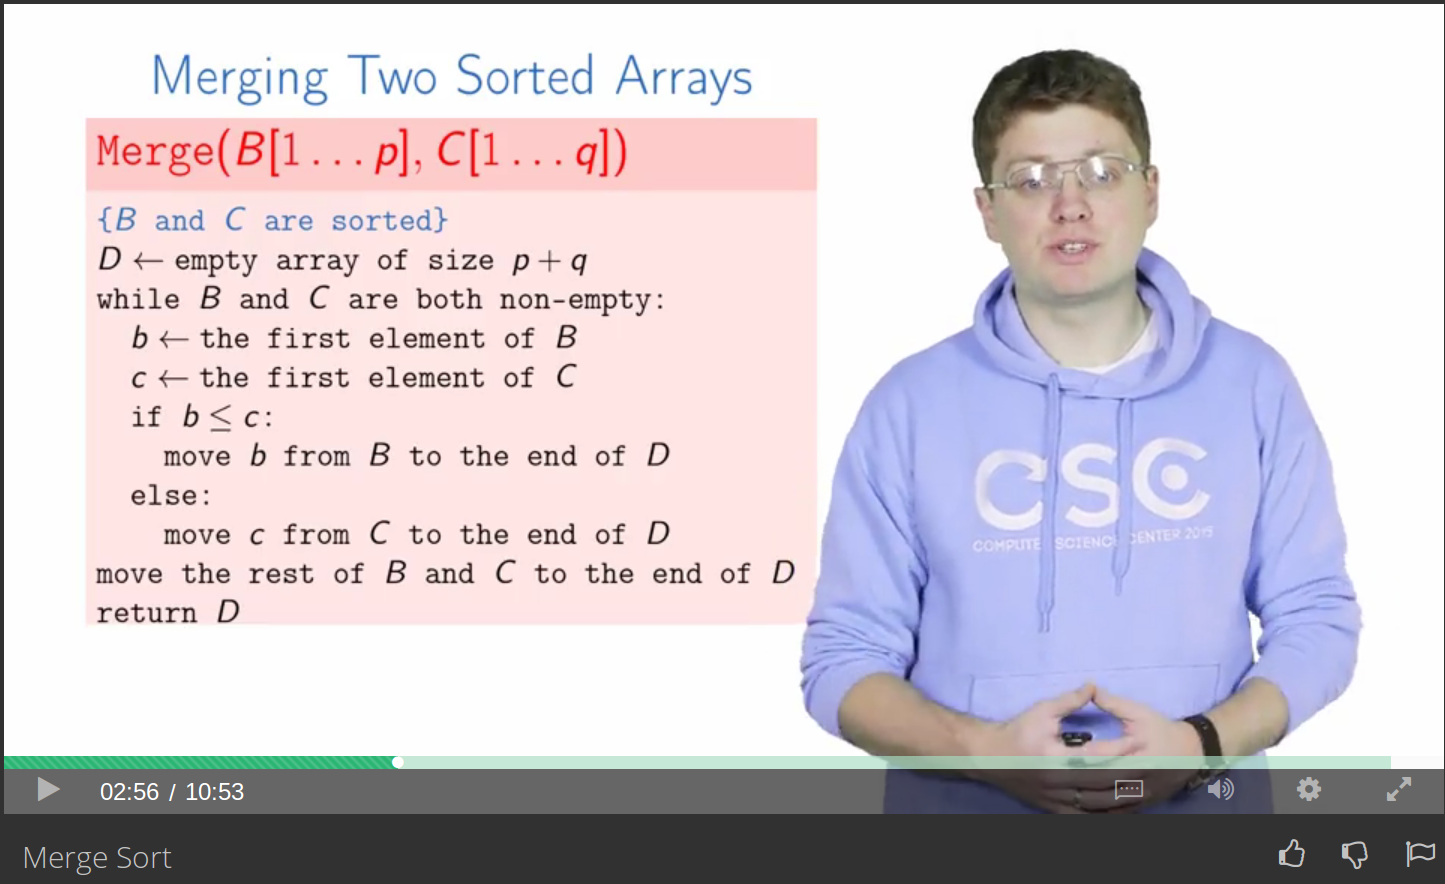 Merging Two Sorted Arrays
Merge(B[1...p], C[1...q])
{B and C are sorted}
D ← empty array of size p + q
while B and C are both non-empty:
b ← the first element of B
c ← the first element of C
if b ≤ c:
move b from B to the end of D
else:
move c from C to the end of D
move the rest of B and C to the end of D
return D
CSC
COMPUTER SCIENCE CENTER 2015
02:56 / 10:53
Merge Sort